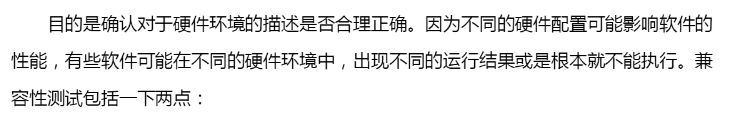 目的是确认对于硬件环境的描述是否合理正确。因为不同的硬件配置可能影响软件的
性能，有些软件可能在不同的硬件环境中，出现不同的运行结果或是根本就不能执行。兼
容性测试包括一下两点：